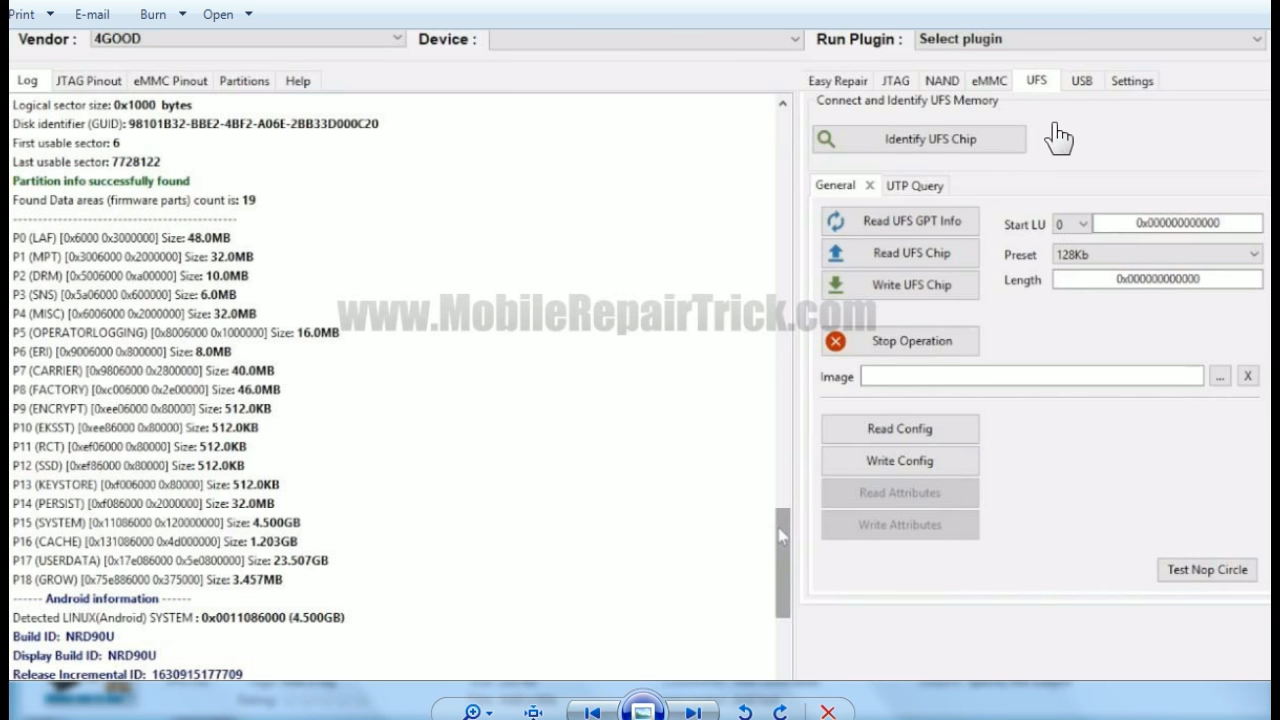 Print E-mail Burn Open
Vendor : 4GOOD Device : Run Plugin : Select plugin
Log JTAG Pinout eMMC Pinout Partitions Help
Logical sector size: 0x1000 bytes
Disk identifier (GUID): 98101B32-BBE2-4BF2-A06E-2BB33D000C20
First usable sector: 6
Last usable sector: 7728122
Partition info successfully found
Found Data areas (firmware parts) count is: 19
----------------------------------------
P0 (LAF) [0x6000 0x3000000] Size: 48.0MB
P1 (MPT) [0x3006000 0x2000000] Size: 32.0MB
P2 (DRM) [0x5006000 0xa00000] Size: 10.0MB
P3 (SNS) [0x5a06000 0x600000] Size: 6.0MB
P4 (MISC) [0x6006000 0x2000000] Size: 32.0MB
P5 (OPERATORLOGGING) [0x8006000 0x1000000] Size: 16.0MB
P6 (ERI) [0x9006000 0x800000] Size: 8.0MB
P7 (CARRIER) [0x9806000 0x2800000] Size: 40.0MB
P8 (FACTORY) [0xc006000 0x2e00000] Size: 46.0MB
P9 (ENCRYPT) [0xee06000 0x80000] Size: 512.0KB
P10 (EKSST) [0xee86000 0x80000] Size: 512.0KB
P11 (RCT) [0xef06000 0x80000] Size: 512.0KB
P12 (SSD) [0xef86000 0x80000] Size: 512.0KB
P13 (KEYSTORE) [0xf006000 0x80000] Size: 512.0KB
P14 (PERSIST) [0xf086000 0x2000000] Size: 32.0MB
P15 (SYSTEM) [0x11086000 0x120000000] Size: 4.500GB
P16 (CACHE) [0x131086000 0x4d000000] Size: 1.203GB
P17 (USERDATA) [0x17e086000 0x5e0800000] Size: 23.507GB
P18 (GROW) [0x75e886000 0x375000] Size: 3.457MB
------ Android information ------
Detected LINUX(Android) SYSTEM : 0x0011086000 (4.500GB)
Build ID: NRD90U
Display Build ID: NRD90U
Release Incremental ID: 1630915177709
www.MobileRepairTrick.com
Easy Repair JTAG NAND eMMC UFS USB Settings
Connect and Identify UFS Memory
Identify UFS Chip
General X UTP Query
Read UFS GPT Info Start LU 0 0x000000000000
Read UFS Chip Preset 128Kb
Write UFS Chip Length 0x000000000000
Stop Operation
Image ... X
Read Config
Write Config
Read Attributes
Write Attributes
Test Nop Circle